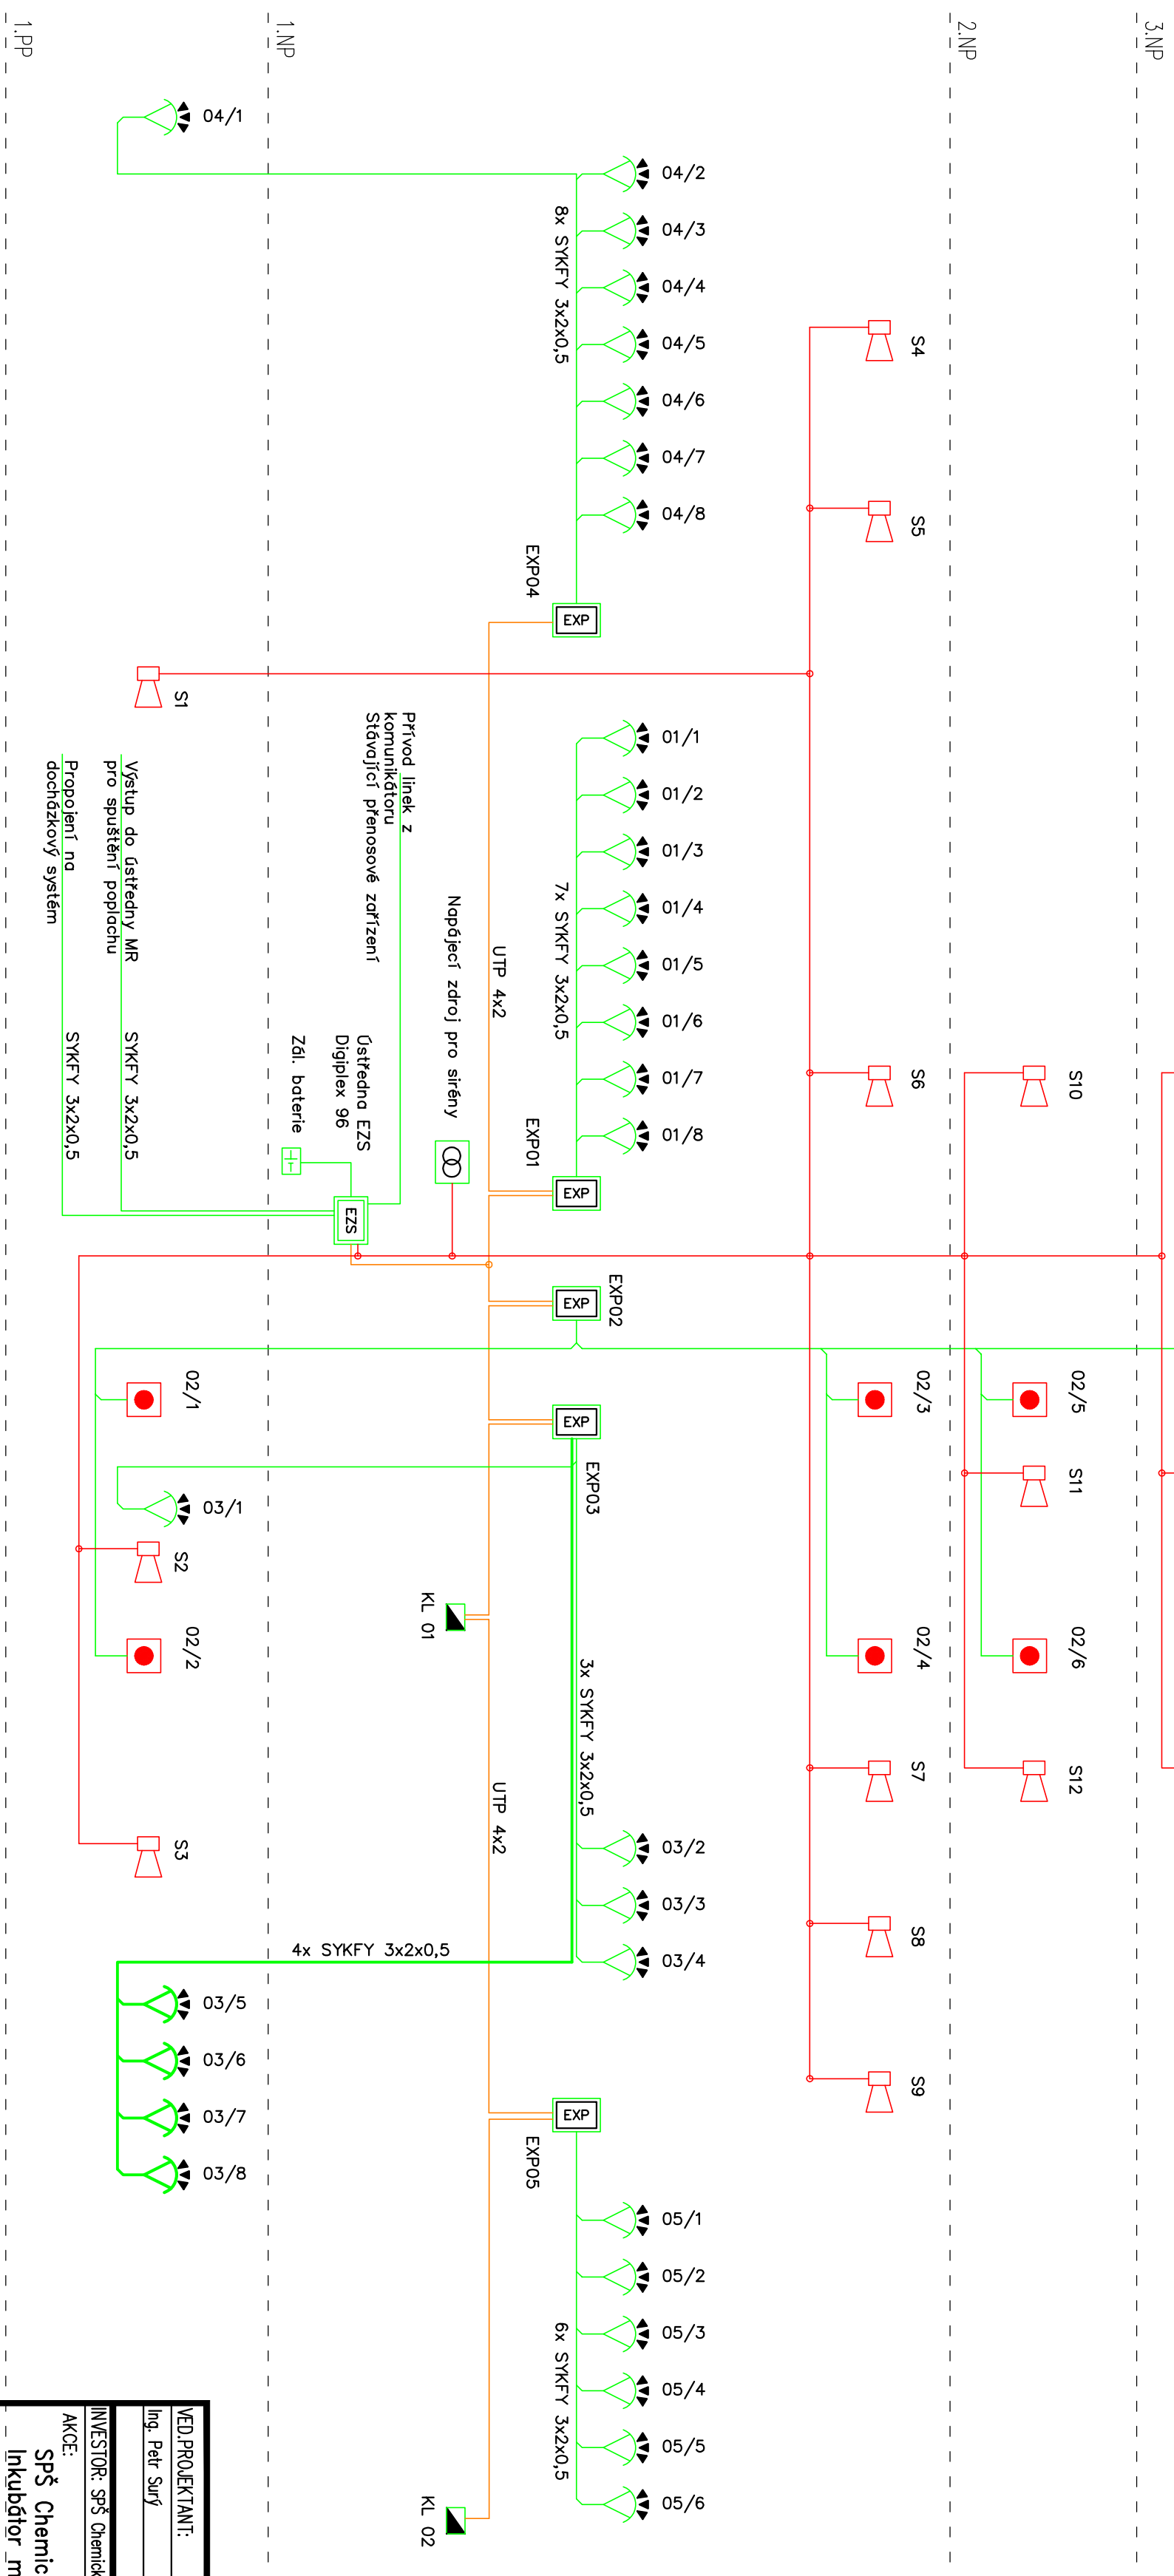 3.NP
2.NP
1.NP
1.PP
04/1
04/2
04/3
04/4
04/5
04/6
04/7
04/8
8x SYKFY 3x2x0,5
EXP04
EXP
S4
S5
S1
01/1
01/2
01/3
01/4
01/5
01/6
01/7
01/8
7x SYKFY 3x2x0,5
EXP01
EXP
UTP 4x2
Přívod linek z
komunikátoru
Stávající přenosové zařízení
Napájecí zdroj pro sirény
Ústředna EZS
Digiplex 96
Zál. baterie
EZS
Výstup do ústředny MR
pro spuštění poplachu
SYKFY 3x2x0,5
Propojení na
docházkový systém
SYKFY 3x2x0,5
S6
S10
EXP02
EXP
02/1
02/3
02/5
EXP
EXP03
03/1
S2
S11
02/2
02/4
02/6
KL 01
3x SYKFY 3x2x0,5
UTP 4x2
S7
S12
S3
03/2
03/3
03/4
S8
S9
4x SYKFY 3x2x0,5
03/5
03/6
03/7
03/8
EXP
EXP05
05/1
05/2
05/3
05/4
05/5
05/6
6x SYKFY 3x2x0,5
KL 02
VED.PROJEKTANT:
Ing. Petr Surý
INVESTOR: SPŠ Chemick
AKCE:
SPŠ Chemic
Inkubátor m